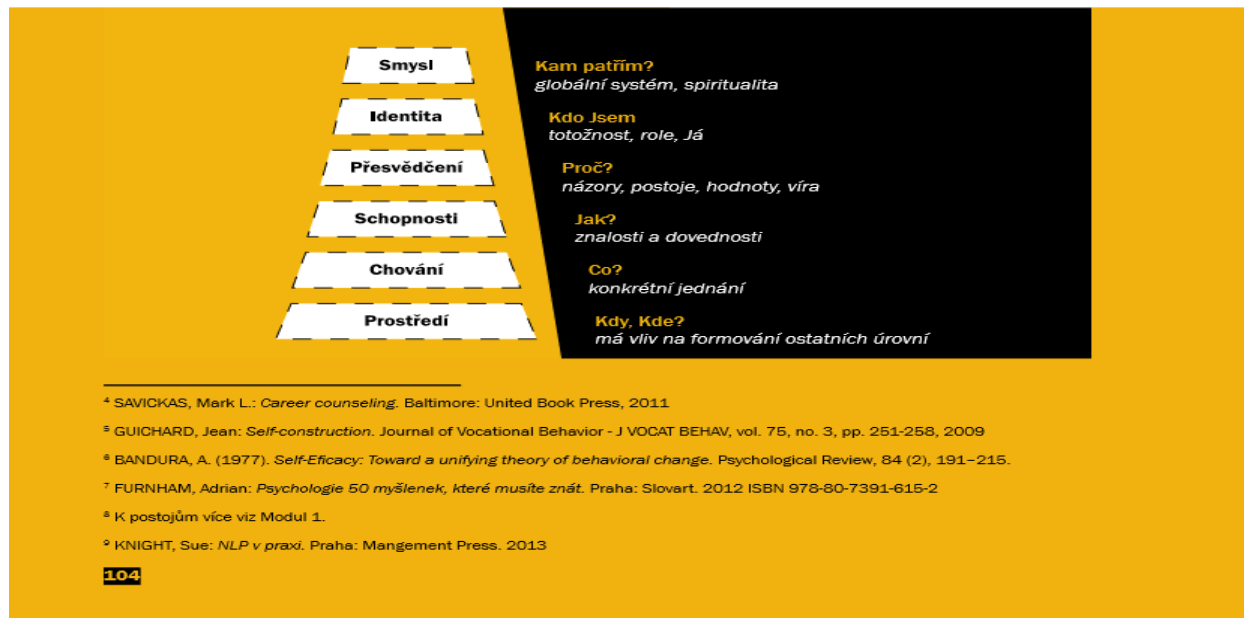 Smysl
Kam patřím?
globální systém, spiritualita
Identita
Kdo Jsem
totožnost, role, Já
Přesvědčení
Proč?
názory, postoje, hodnoty, víra
Schopnosti
Jak?
znalosti a dovednosti
Chování
Co?
konkrétní jednání
Prostředí
Kdy, Kde?
má vliv na formování ostatních úrovní
⁴ SAVICKAS, Mark L.: Career counseling. Baltimore: United Book Press, 2011
⁵ GUICHARD, Jean: Self-construction. Journal of Vocational Behavior - J VOCAT BEHAV, vol. 75, no. 3, pp. 251-258, 2009
⁶ BANDURA, A. (1977). Self-Eficacy: Toward a unifying theory of behavioral change. Psychological Review, 84 (2), 191–215.
⁷ FURNHAM, Adrian: Psychologie 50 myšlenek, které musíte znát. Praha: Slovart. 2012 ISBN 978-80-7391-615-2
⁸ K postojům více viz Modul 1.
⁹ KNIGHT, Sue: NLP v praxi. Praha: Mangement Press. 2013
104